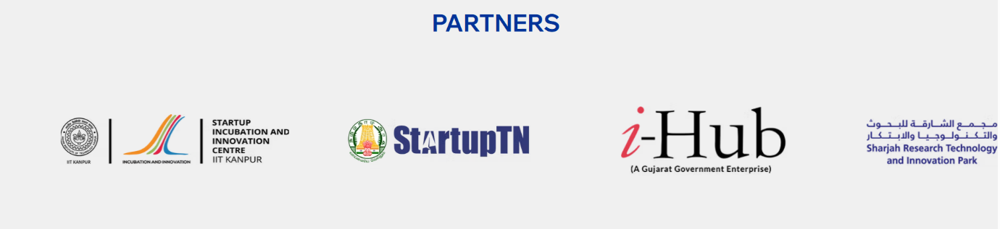 PARTNERS
IIT KANPUR
INCUBATION AND INNOVATION
STARTUP
INCUBATION AND
INNOVATION
CENTRE
IIT KANPUR
StartupTN
i-Hub
(A Gujarat Government Enterprise)
مجمع الشارقة للبحوث
والتكنولوجيا والابتكار
Sharjah Research Technology
and Innovation Park